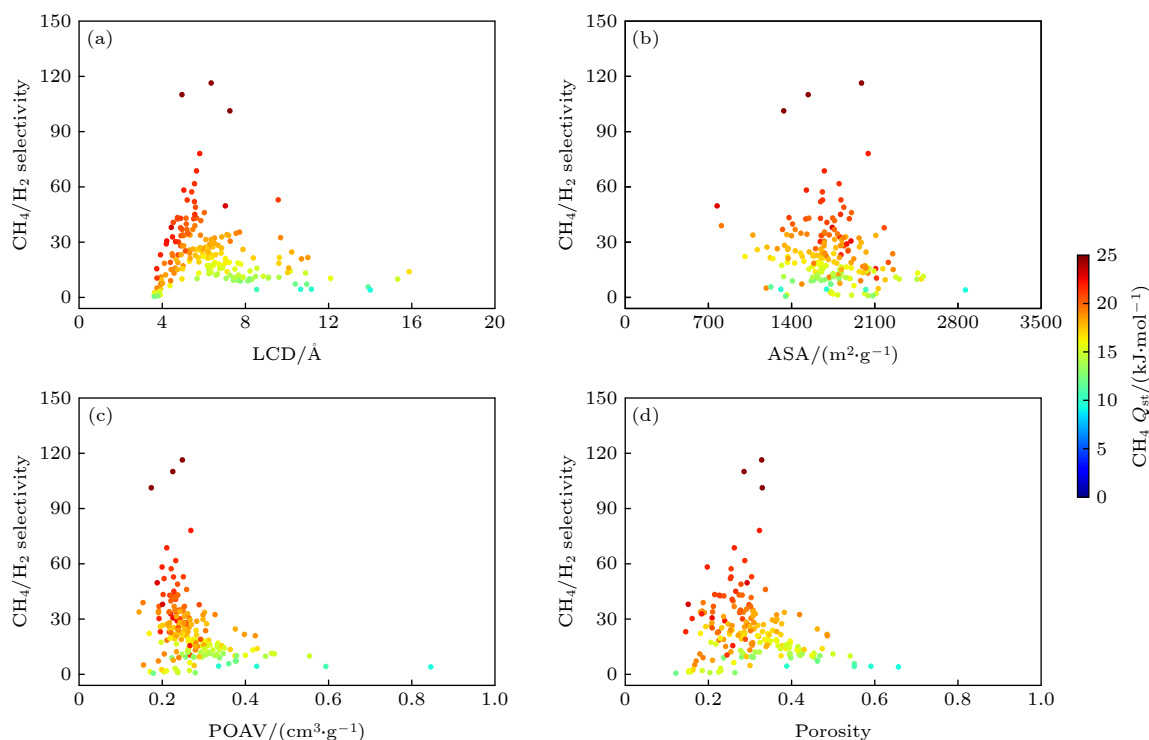 150
(a)
120
90
60
30
0
CH₄/H₂ selectivity
0 4 8 12 16 20
LCD/Å
150
(b)
120
90
60
30
0
CH₄/H₂ selectivity
0 700 1400 2100 2800 3500
ASA/(m²·g⁻¹)
150
(c)
120
90
60
30
0
CH₄/H₂ selectivity
0 0.2 0.4 0.6 0.8 1.0
POAV/(cm³·g⁻¹)
150
(d)
120
90
60
30
0
CH₄/H₂ selectivity
0 0.2 0.4 0.6 0.8 1.0
Porosity
25
20
15
10
5
0
CH₄ Qst/(kJ·mol⁻¹)